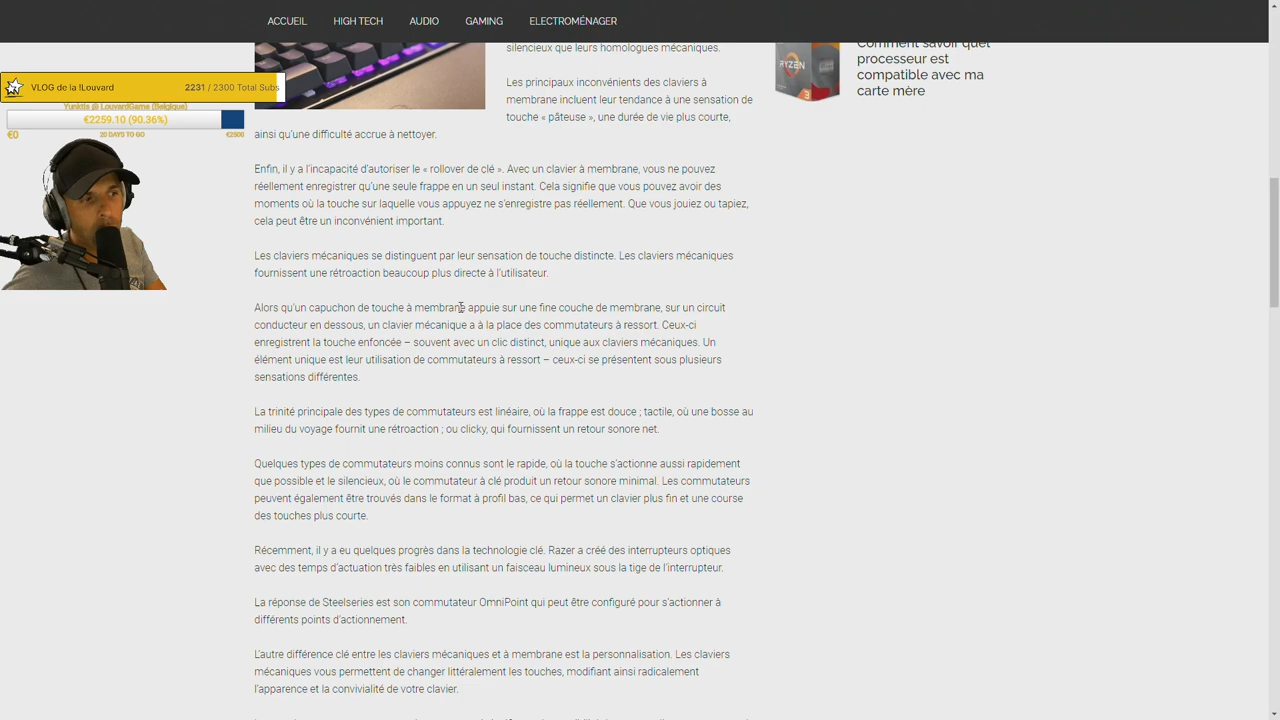 ACCUEIL HIGH TECH AUDIO GAMING ELECTROMÉNAGER
VLOG de la !Louvard 2231 / 2300 Total Subs
Yunktis @ LouvardGame (Belgique)
€2259.10 (90.36%)
€0 20 DAYS TO GO €2500
silencieux que leurs homologues mécaniques.
Les principaux inconvénients des claviers à
membrane incluent leur tendance à une sensation de
touche « pâteuse », une durée de vie plus courte,
ainsi qu'une difficulté accrue à nettoyer.
Enfin, il y a l'incapacité d'autoriser le « rollover de clé ». Avec un clavier à membrane, vous ne pouvez
réellement enregistrer qu'une seule frappe en un seul instant. Cela signifie que vous pouvez avoir des
moments où la touche sur laquelle vous appuyez ne s'enregistre pas réellement. Que vous jouiez ou tapiez,
cela peut être un inconvénient important.
Les claviers mécaniques se distinguent par leur sensation de touche distincte. Les claviers mécaniques
fournissent une rétroaction beaucoup plus directe à l'utilisateur.
Alors qu'un capuchon de touche à membrane appuie sur une fine couche de membrane, sur un circuit
conducteur en dessous, un clavier mécanique a à la place des commutateurs à ressort. Ceux-ci
enregistrent la touche enfoncée – souvent avec un clic distinct, unique aux claviers mécaniques. Un
élément unique est leur utilisation de commutateurs à ressort – ceux-ci se présentent sous plusieurs
sensations différentes.
La trinité principale des types de commutateurs est linéaire, où la frappe est douce ; tactile, où une bosse au
milieu du voyage fournit une rétroaction ; ou clicky, qui fournissent un retour sonore net.
Quelques types de commutateurs moins connus sont le rapide, où la touche s'actionne aussi rapidement
que possible et le silencieux, où le commutateur à clé produit un retour sonore minimal. Les commutateurs
peuvent également être trouvés dans le format à profil bas, ce qui permet un clavier plus fin et une course
des touches plus courte.
Récemment, il y a eu quelques progrès dans la technologie clé. Razer a créé des interrupteurs optiques
avec des temps d'actuation très faibles en utilisant un faisceau lumineux sous la tige de l'interrupteur.
La réponse de Steelseries est son commutateur OmniPoint qui peut être configuré pour s'actionner à
différents points d'actionnement.
L'autre différence clé entre les claviers mécaniques et à membrane est la personnalisation. Les claviers
mécaniques vous permettent de changer littéralement les touches, modifiant ainsi radicalement
l'apparence et la convivialité de votre clavier.
RYZEN
3
Comment savoir quel
processeur est
compatible avec ma
carte mère